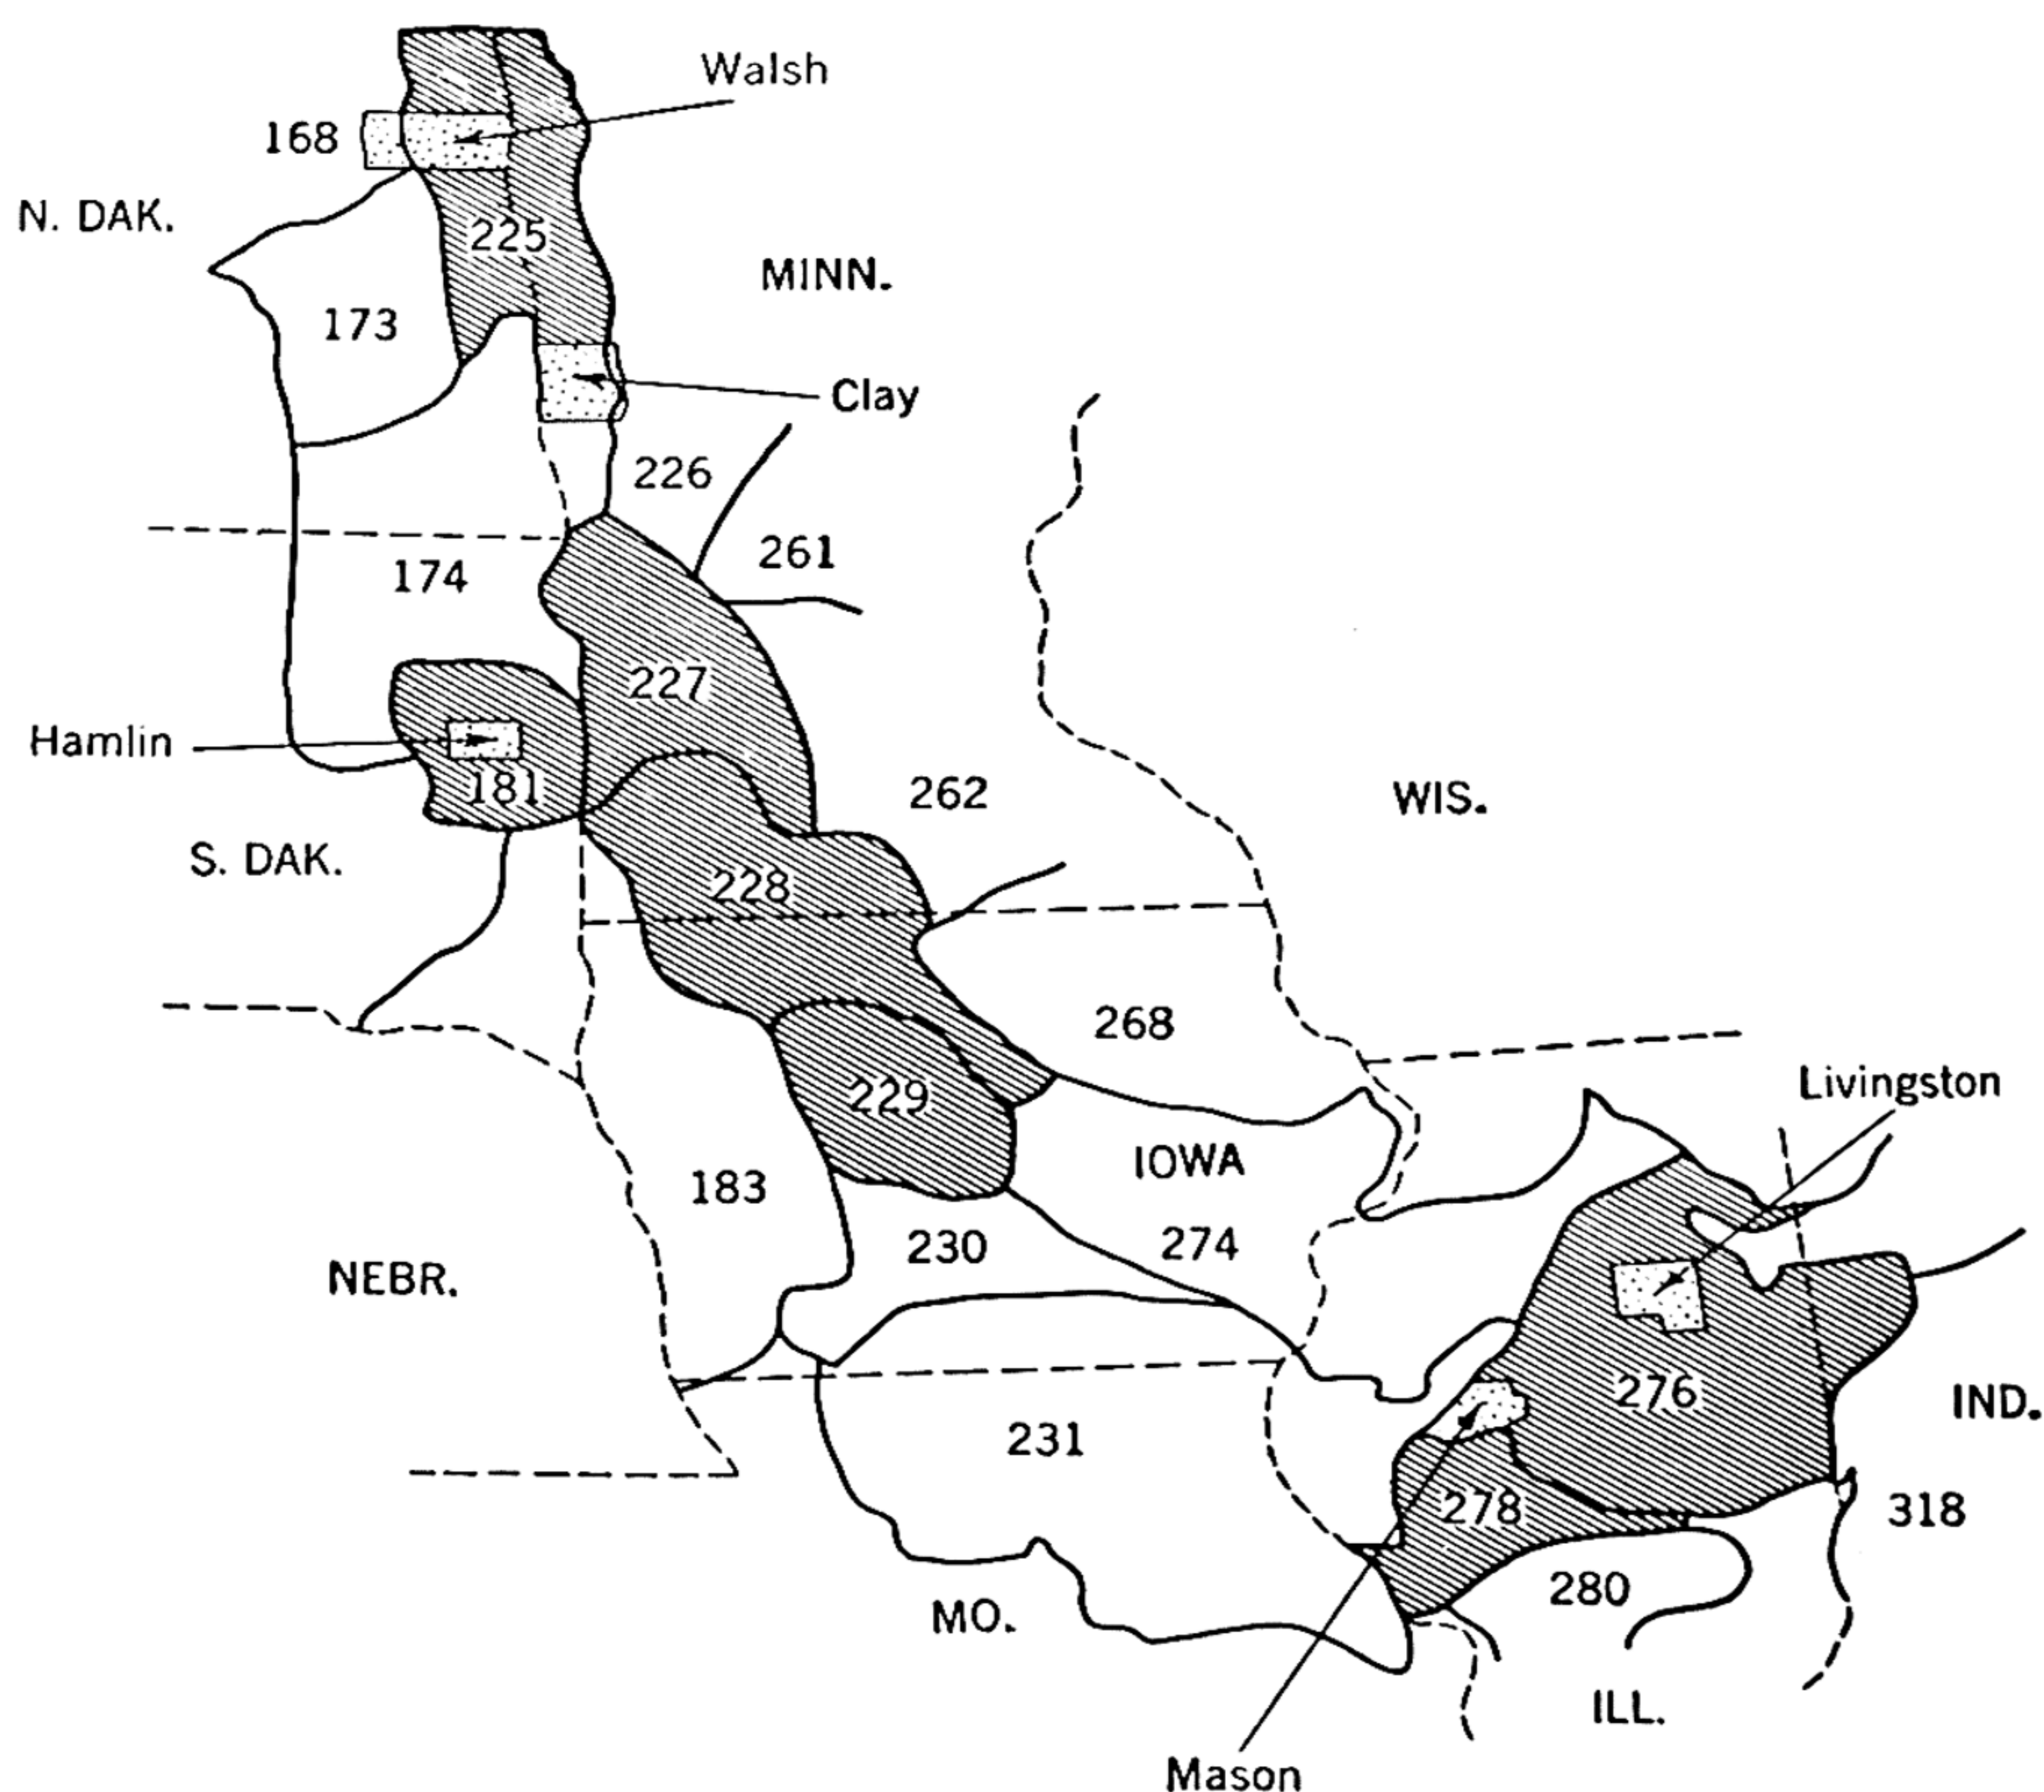 Walsh
168
N. DAK.
225
MINN.
173
Clay
226
261
174
227
Hamlin
181
262
WIS.
S. DAK.
228
268
Livingston
229
IOWA
183
230
274
NEBR.
276
IND.
231
278
318
280
MO.
ILL.
Mason